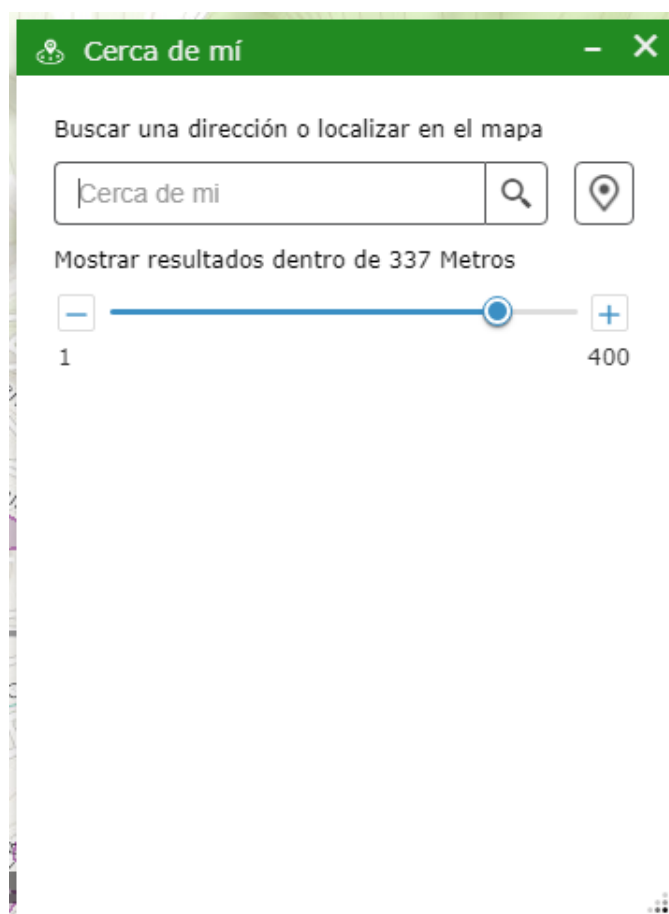 Cerca de mí
Buscar una dirección o localizar en el mapa
Cerca de mi
Mostrar resultados dentro de 337 Metros
1
400